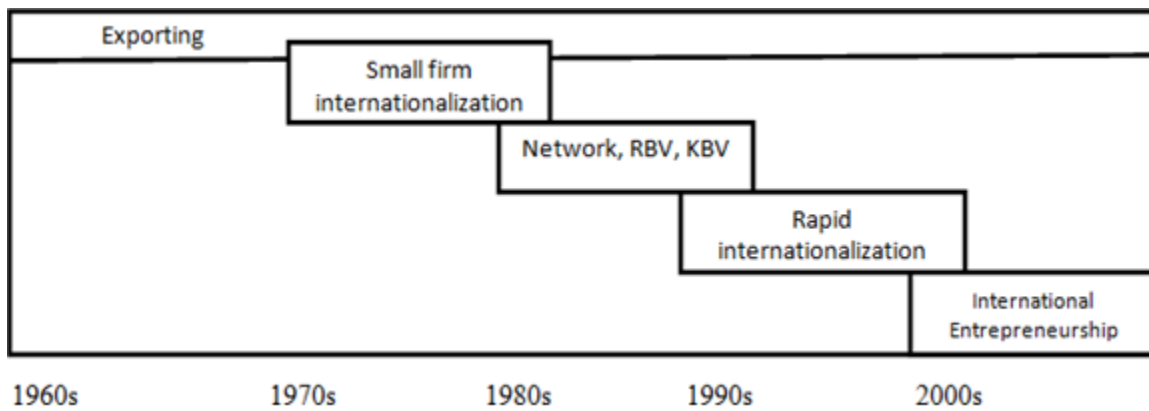 Exporting
Small firm
internationalization
Network, RBV, KBV
Rapid
internationalization
International
Entrepreneurship
1960s 1970s 1980s 1990s 2000s